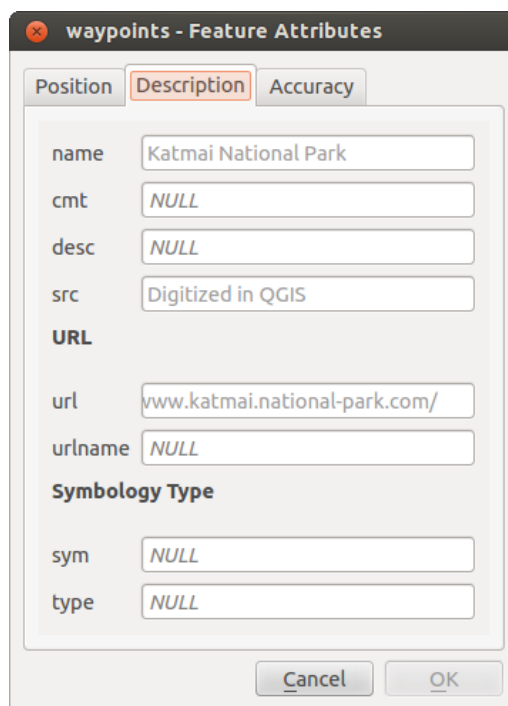 waypoints - Feature Attributes
Position Description Accuracy
name Katmai National Park
cmt NULL
desc NULL
src Digitized in QGIS
URL
url www.katmai.national-park.com/
urlname NULL
Symbology Type
sym NULL
type NULL
Cancel OK